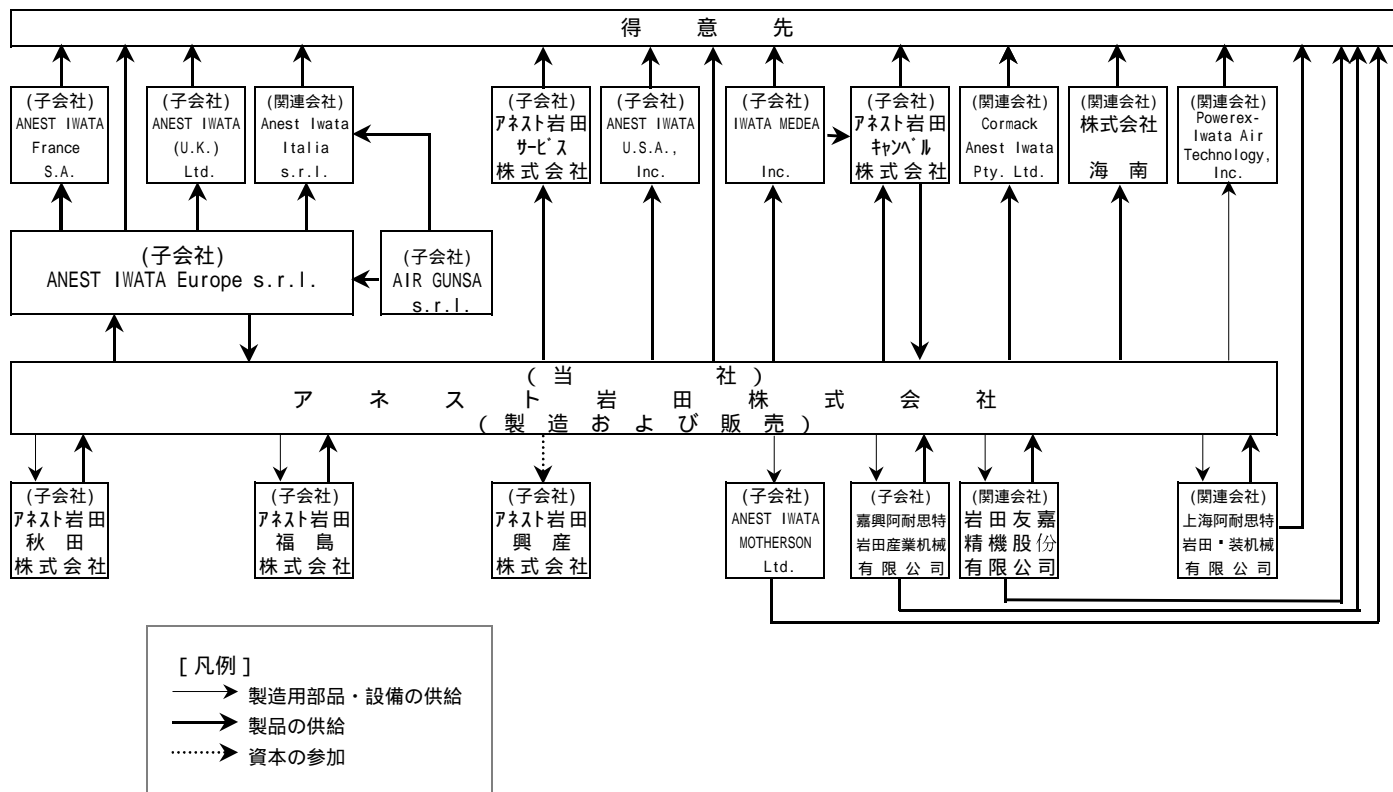 得意先
(子会社)
ANEST IWATA
France
S.A.
(子会社)
ANEST IWATA
(U.K.)
Ltd.
(関連会社)
Anest Iwata
Italia
s.r.l.
(子会社)
アネスト岩田
サービス
株式会社
(子会社)
ANEST IWATA
U.S.A.,
Inc.
(子会社)
IWATA MEDEA
Inc.
(子会社)
アネスト岩田
キャンベル
株式会社
(関連会社)
Cormack
Anest Iwata
Pty. Ltd.
(関連会社)
株式会社
海南
(関連会社)
Powerex-
Iwata Air
Technology,
Inc.
(子会社)
ANEST IWATA Europe s.r.l.
(子会社)
AIR GUNSA
s.r.l.
(当社)
アネスト岩田株式会社
(製造および販売)
(子会社)
アネスト岩田
秋田
株式会社
(子会社)
アネスト岩田
福島
株式会社
(子会社)
アネスト岩田
興産
株式会社
(子会社)
ANEST IWATA
MOTHERSON
Ltd.
(子会社)
嘉興阿耐思特
岩田産業机械
有限公司
(関連会社)
岩田友嘉
精機股份
有限公司
(関連会社)
上海阿耐思特
岩田・装机械
有限公司
[凡例]
製造用部品・設備の供給
製品の供給
資本の参加